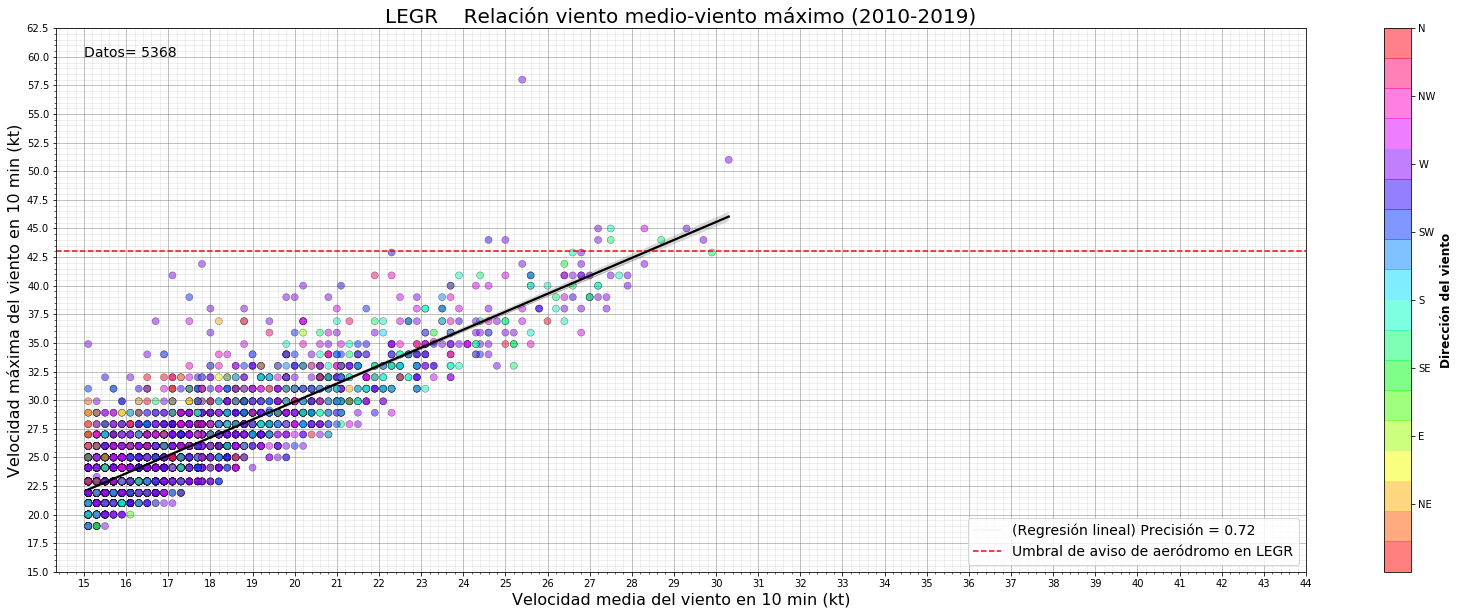 LEGR    Relación viento medio-viento máximo (2010-2019)
Datos= 5368
Velocidad máxima del viento en 10 min (kt)
62.5
60.0
57.5
55.0
52.5
50.0
47.5
45.0
42.5
40.0
37.5
35.0
32.5
30.0
27.5
25.0
22.5
20.0
17.5
15.0
15 16 17 18 19 20 21 22 23 24 25 26 27 28 29 30 31 32 33 34 35 36 37 38 39 40 41 42 43 44
Velocidad media del viento en 10 min (kt)
(Regresión lineal) Precisión = 0.72
Umbral de aviso de aeródromo en LEGR
N
NW
W
SW
S
SE
E
NE
Dirección del viento